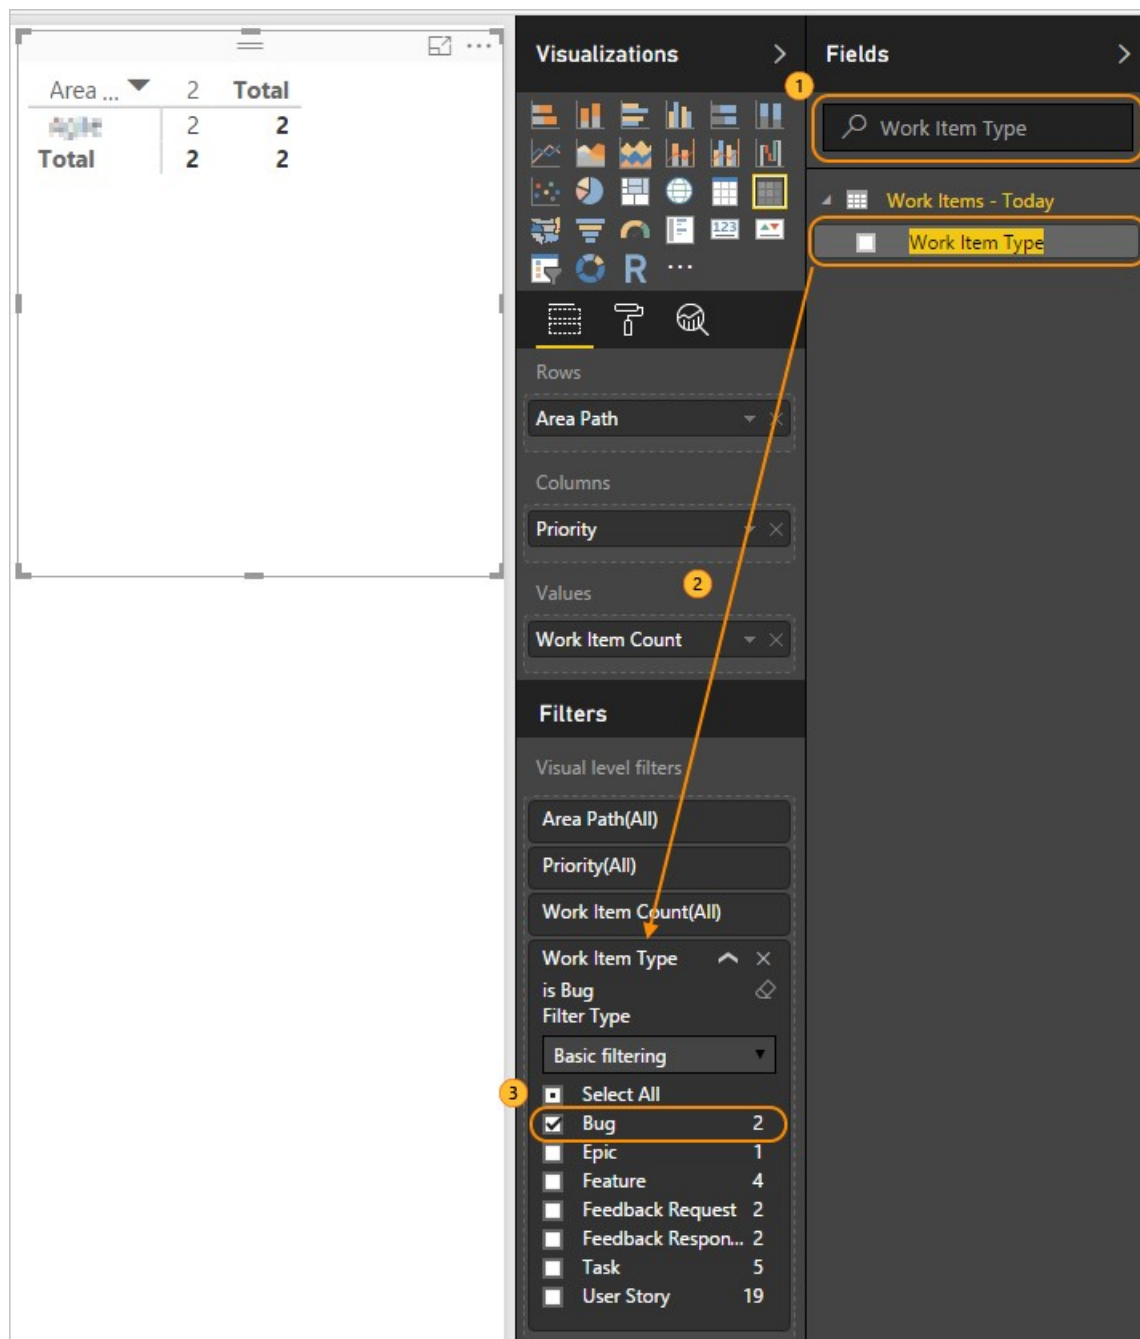 Area ... 2 Total
2 2
Total 2 2
Visualizations
123
R ...
Rows
Area Path
Columns
Priority
2
Values
Work Item Count
Filters
Visual level filters
Area Path(All)
Priority(All)
Work Item Count(All)
Work Item Type
is Bug
Filter Type
Basic filtering
3 Select All
Bug 2
Epic 1
Feature 4
Feedback Request 2
Feedback Respon... 2
Task 5
User Story 19
Fields
1
Work Item Type
Work Items - Today
Work Item Type